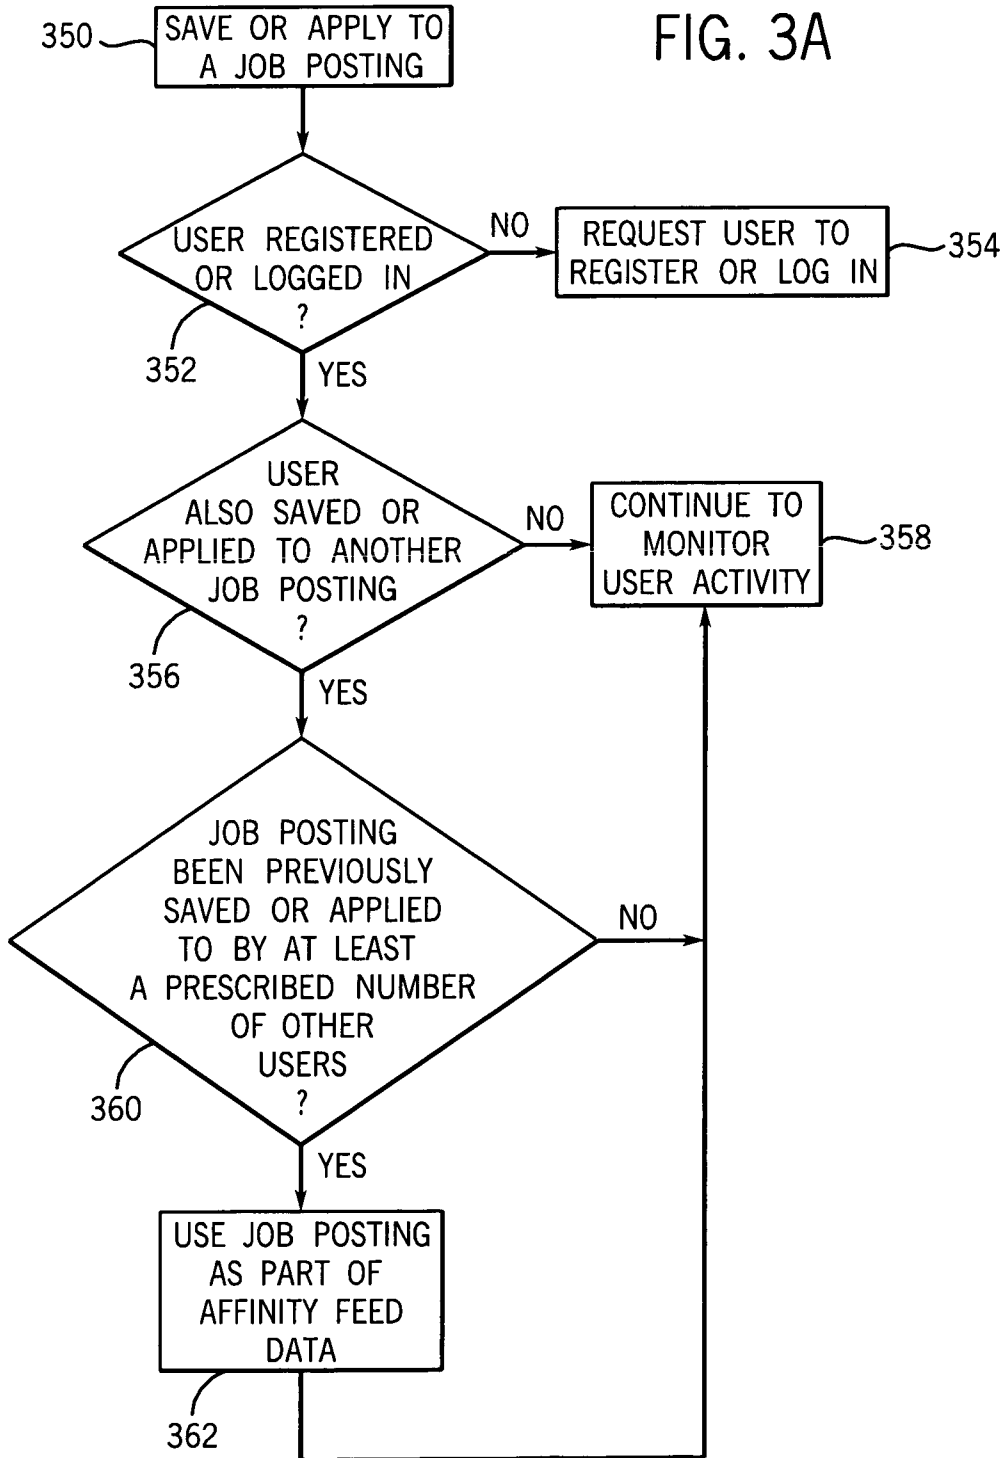 FIG. 3A
350
SAVE OR APPLY TO
A JOB POSTING
USER REGISTERED
OR LOGGED IN
?
352
NO
REQUEST USER TO
REGISTER OR LOG IN
354
YES
USER
ALSO SAVED OR
APPLIED TO ANOTHER
JOB POSTING
?
356
NO
CONTINUE TO
MONITOR
USER ACTIVITY
358
YES
JOB POSTING
BEEN PREVIOUSLY
SAVED OR APPLIED
TO BY AT LEAST
A PRESCRIBED NUMBER
OF OTHER
USERS
?
360
NO
YES
USE JOB POSTING
AS PART OF
AFFINITY FEED
DATA
362